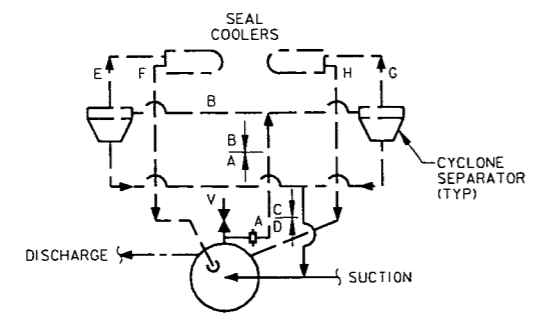 SEAL
COOLERS
E
F
H
G
B
B
A
CYCLONE
SEPARATOR
(TYP)
V
A
C
D
DISCHARGE
SUCTION